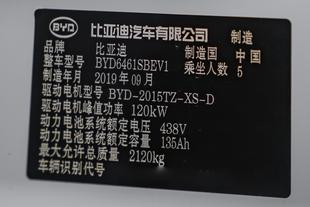 BYD 比亚迪汽车有限公司 制造
品牌 比亚迪 制造国 中国
整车型号 BYD6461SBEV1 乘坐人数 5
制造年月 2019年09月
驱动电机型号 BYD-2015TZ-XS-D
驱动电机峰值功率 120kW
动力电池系统额定电压 438V
动力电池系统额定容量 135Ah
最大允许总质量 2120kg
车辆识别代号